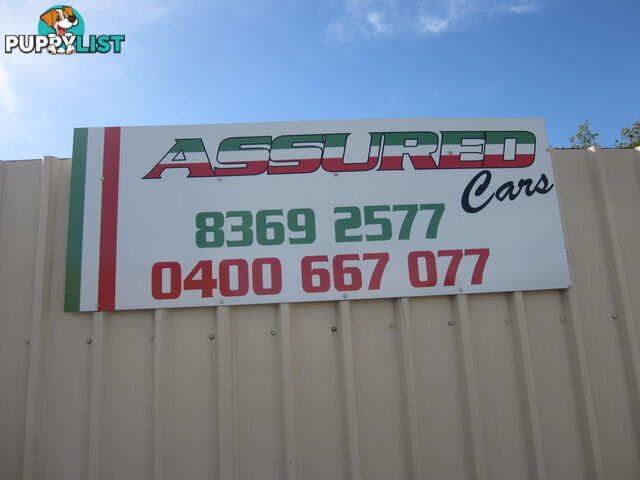 PUPPYLIST
ASSURED
Cars
8369 2577
0400 667 077